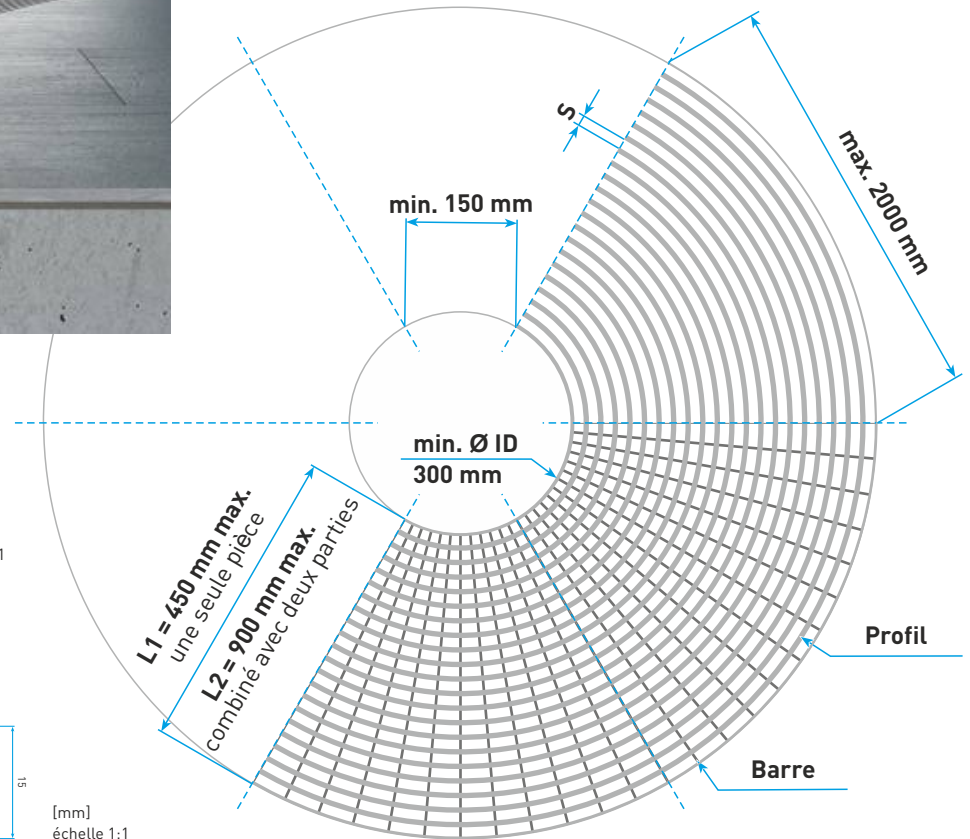 S
min. 150 mm
max. 2000 mm
min. Ø ID
300 mm
L1 = 450 mm max.
une seule pièce
L2 = 900 mm max.
combiné avec deux parties
1
Profil
Barre
15
[mm]
échelle 1:1